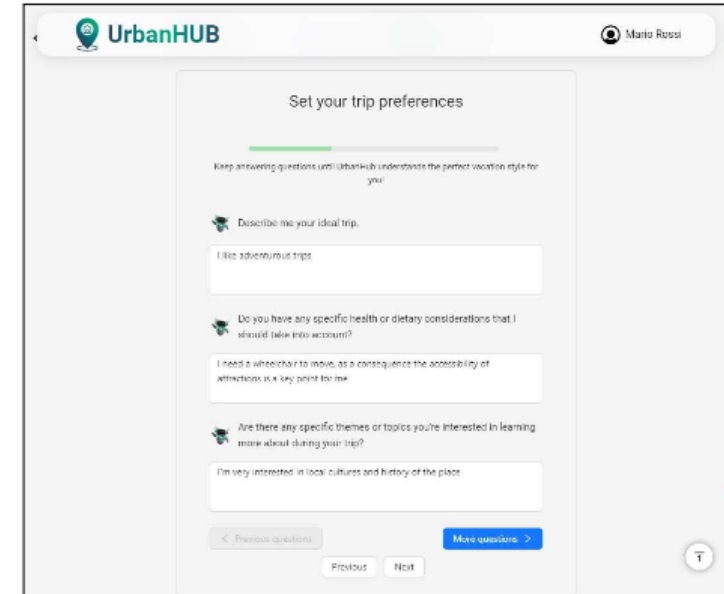 UrbanHUB
Mario Rossi
Set your trip preferences
Keep answering questions until UrbanHub understands the perfect vacation style for
you!
Describe me your ideal trip.
I like adventurous trips
Do you have any specific health or dietary considerations that I
should take into account?
I need a wheelchair to move, as a consequence the accessibility of
attractions is a key point for me
Are there any specific themes or topics you're interested in learning
more about during your trip?
I'm very interested in local cultures and history of the place
< Previous questions
More questions >
Previous
Next